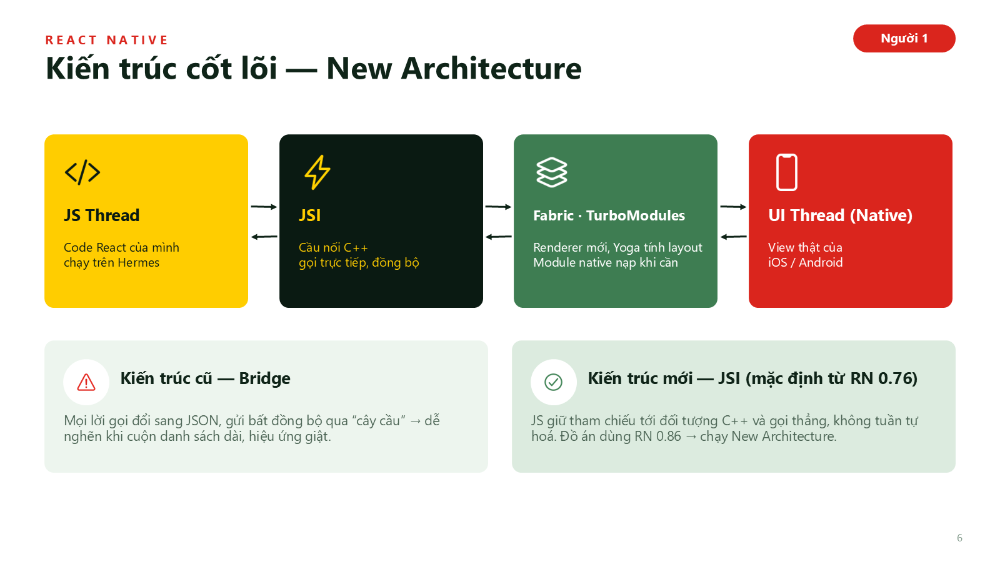 REACT NATIVE
Người 1
Kiến trúc cốt lõi — New Architecture
JS Thread
Code React của mình
chạy trên Hermes
JSI
Cầu nối C++
gọi trực tiếp, đồng bộ
Fabric · TurboModules
Renderer mới, Yoga tính layout
Module native nạp khi cần
UI Thread (Native)
View thật của
iOS / Android
Kiến trúc cũ — Bridge
Mọi lời gọi đổi sang JSON, gửi bất đồng bộ qua “cây cầu” → dễ
nghẽn khi cuộn danh sách dài, hiệu ứng giật.
Kiến trúc mới — JSI (mặc định từ RN 0.76)
JS giữ tham chiếu tới đối tượng C++ và gọi thẳng, không tuần tự
hoá. Đồ án dùng RN 0.86 → chạy New Architecture.
6